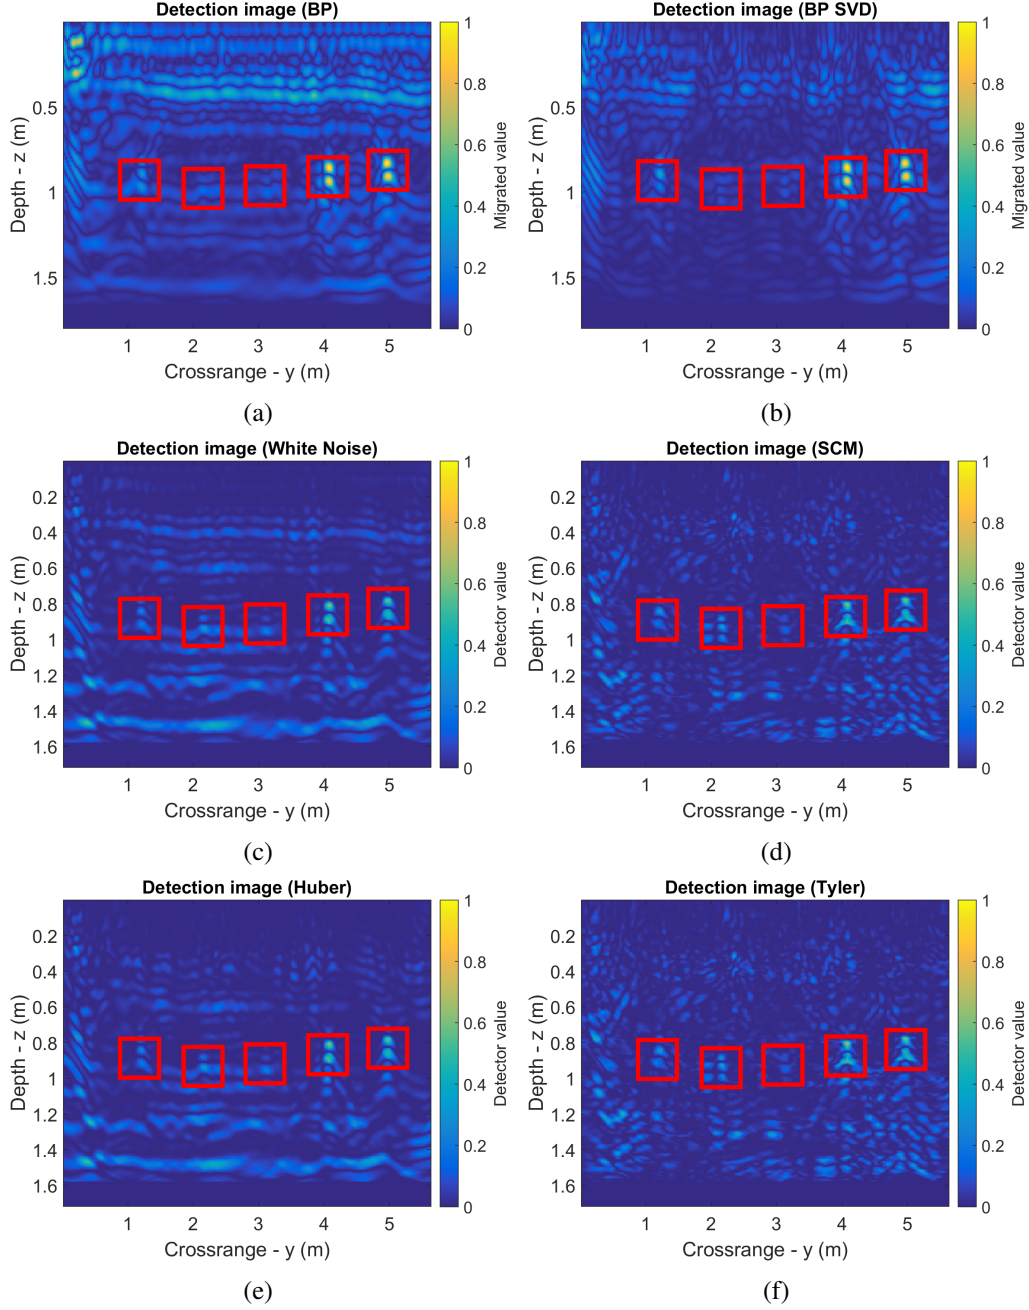 Detection image (BP)
Depth - z (m)
0.5
1
1.5
1 2 3 4 5
Crossrange - y (m)
1
0.8
0.6
0.4
0.2
0
Migrated value
(a)
Detection image (BP SVD)
Depth - z (m)
0.5
1
1.5
1 2 3 4 5
Crossrange - y (m)
1
0.8
0.6
0.4
0.2
0
Migrated value
(b)
Detection image (White Noise)
Depth - z (m)
0.2
0.4
0.6
0.8
1
1.2
1.4
1.6
1 2 3 4 5
Crossrange - y (m)
1
0.8
0.6
0.4
0.2
0
Detector value
(c)
Detection image (SCM)
Depth - z (m)
0.2
0.4
0.6
0.8
1
1.2
1.4
1.6
1 2 3 4 5
Crossrange - y (m)
1
0.8
0.6
0.4
0.2
0
Detector value
(d)
Detection image (Huber)
Depth - z (m)
0.2
0.4
0.6
0.8
1
1.2
1.4
1.6
1 2 3 4 5
Crossrange - y (m)
1
0.8
0.6
0.4
0.2
0
Detector value
(e)
Detection image (Tyler)
Depth - z (m)
0.2
0.4
0.6
0.8
1
1.2
1.4
1.6
1 2 3 4 5
Crossrange - y (m)
1
0.8
0.6
0.4
0.2
0
Detector value
(f)